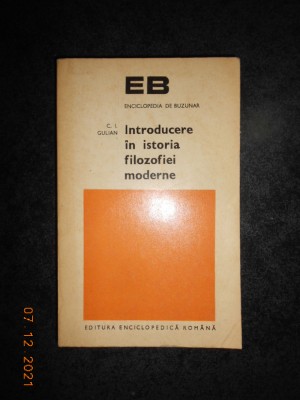 EB
ENCICLOPEDIA DE BUZUNAR
C. I.
GULIAN
Introducere
în istoria
filozofiei
moderne
EDITURA ENCICLOPEDICĂ ROMÂNĂ
07.12.2021